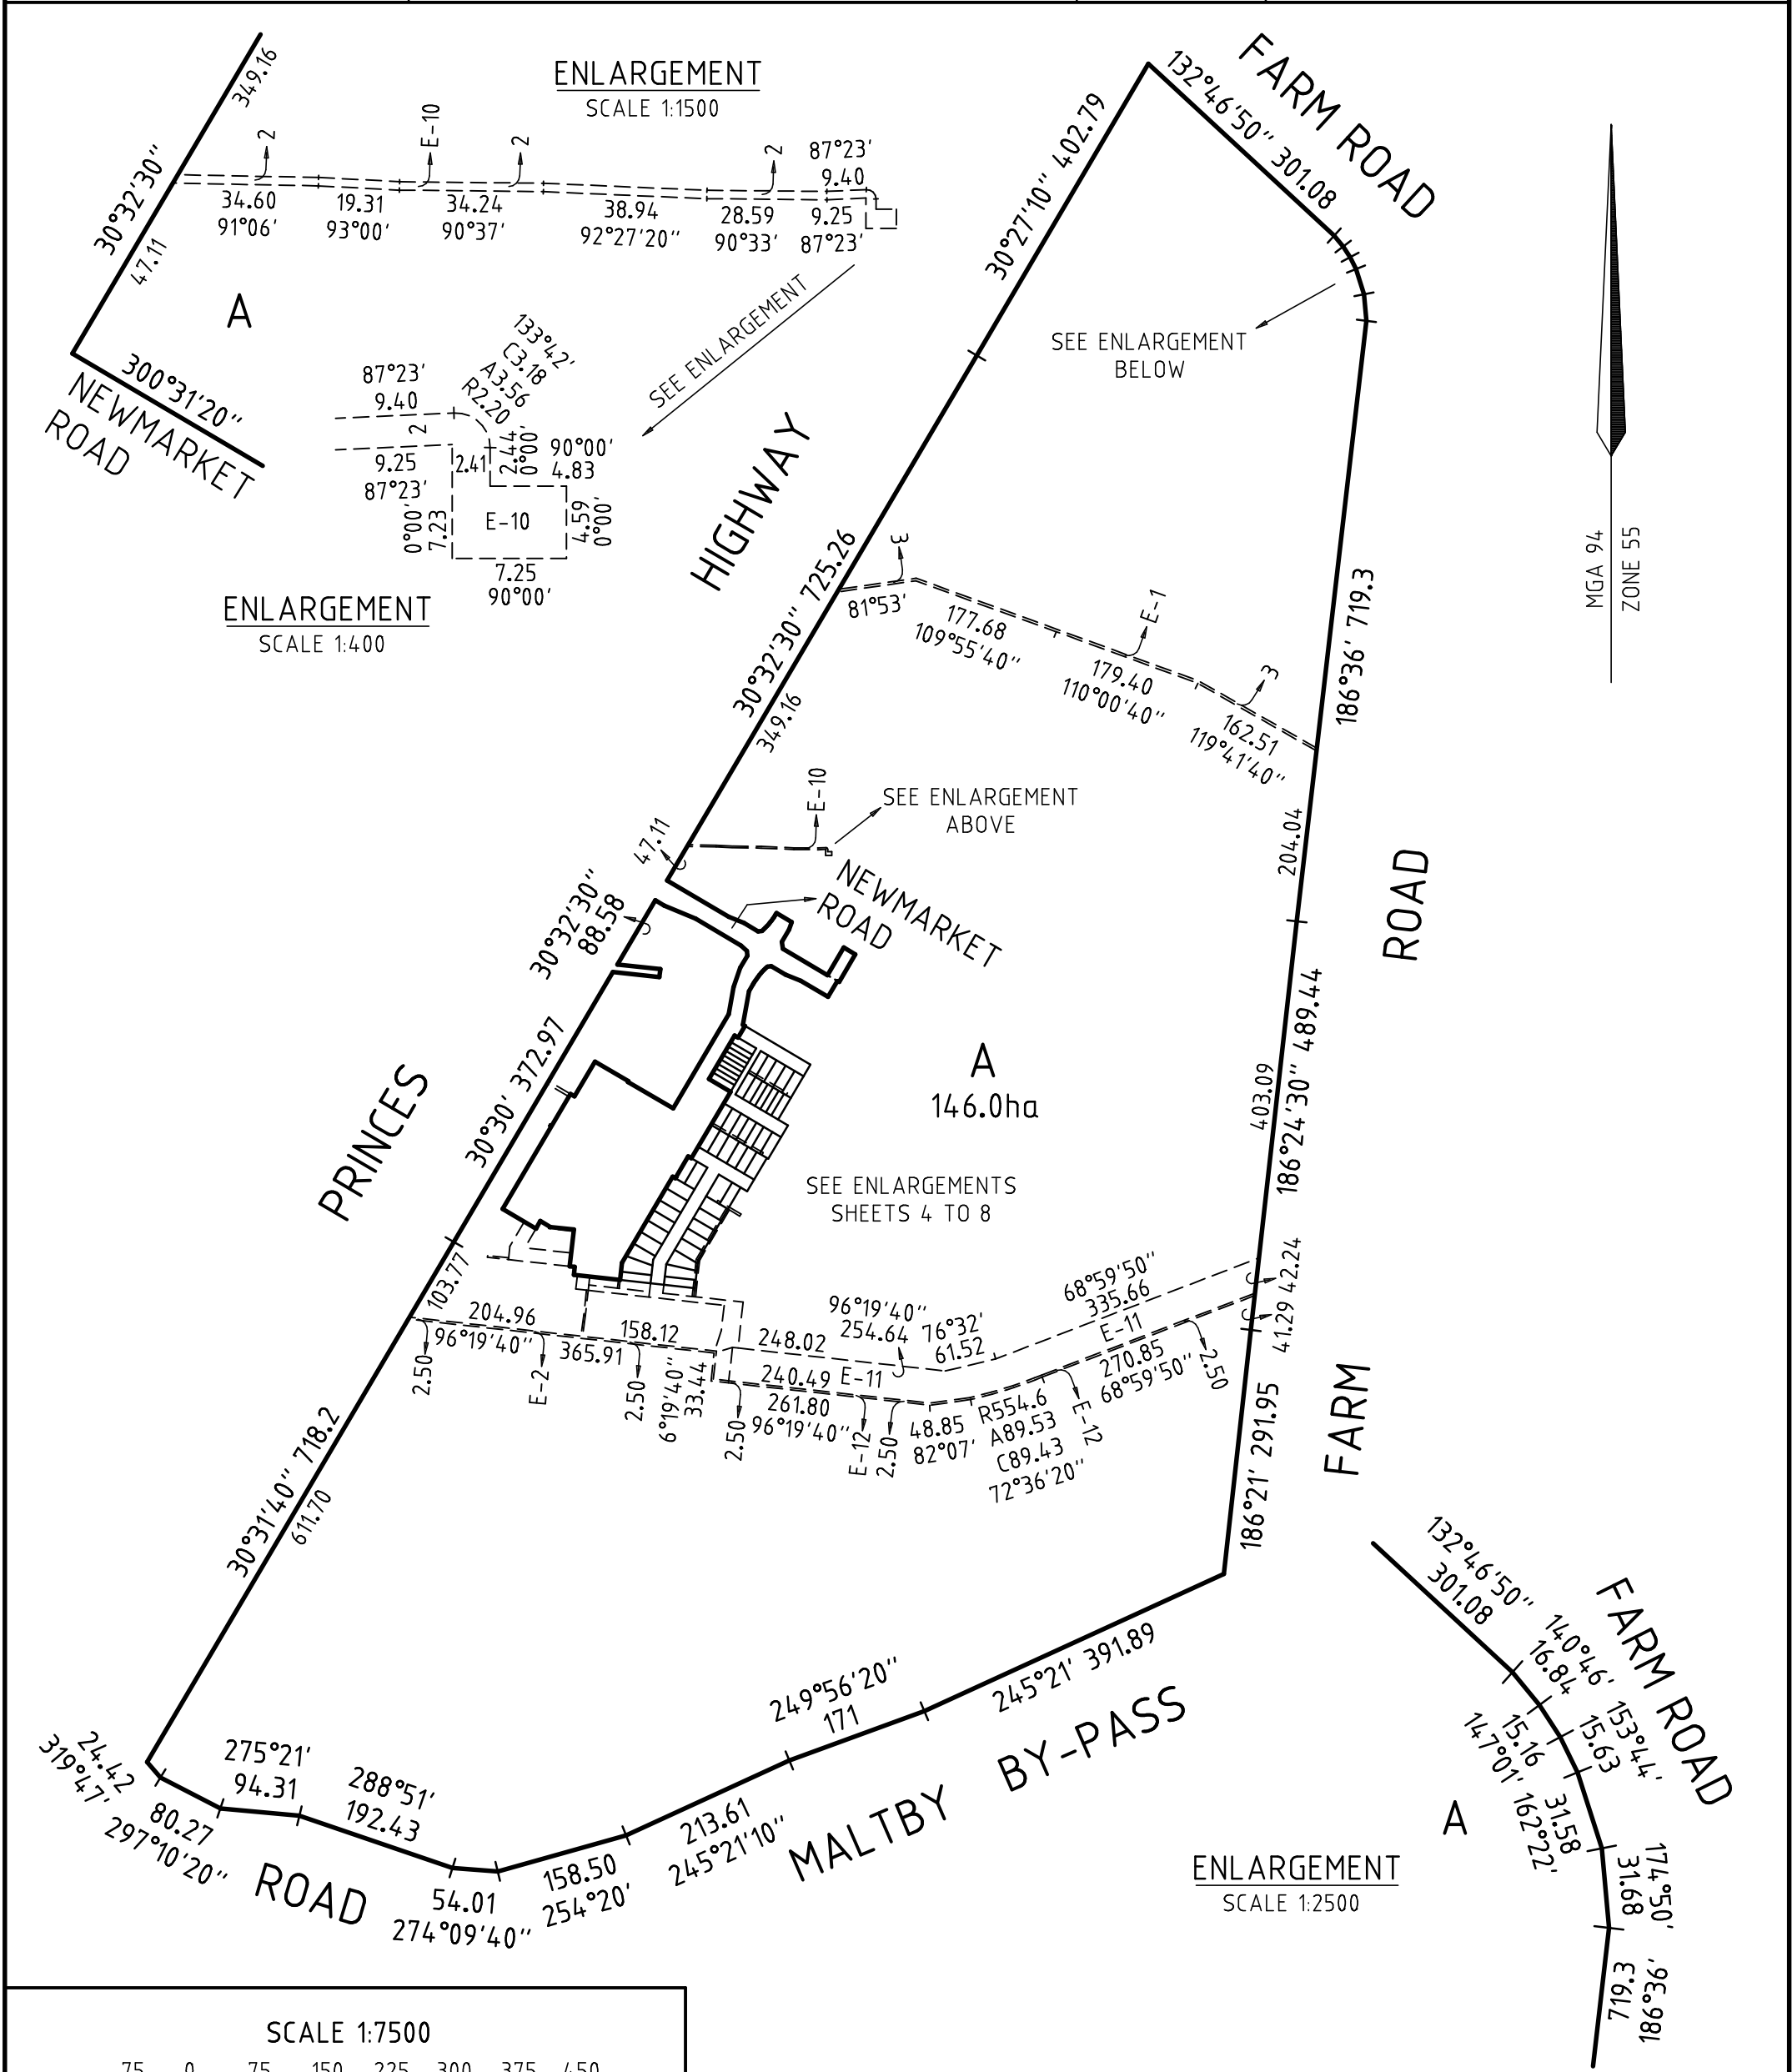 ENLARGEMENT
SCALE 1:1500
349.16
30°32'30''
47.11
2
E-10
2
2
87°23'
9.40
34.60
91°06'
19.31
93°00'
34.24
90°37'
38.94
92°27'20''
28.59
90°33'
9.25
87°23'
A
300°31'20''
NEWMARKET
ROAD
SEE ENLARGEMENT
133°42'
C3.18
A3.56
R2.20
87°23'
9.40
2
9.25
87°23'
2.41
2.44
0°00'
90°00'
4.83
0°00'
7.23
E-10
4.59
0°00'
7.25
90°00'
ENLARGEMENT
SCALE 1:400
FARM ROAD
132°46'50'' 301.08
30°27'10'' 402.79
SEE ENLARGEMENT
BELOW
MGA 94
ZONE 55
HIGHWAY
30°32'30'' 725.26
349.16
3
81°53'
177.68
109°55'40''
E-1
179.40
110°00'40''
3
162.51
119°41'40''
186°36' 719.3
204.04
ROAD
E-10
SEE ENLARGEMENT
ABOVE
47.11
NEWMARKET
ROAD
30°32'30''
88.58
30°30' 372.97
PRINCES
A
146.0ha
SEE ENLARGEMENTS
SHEETS 4 TO 8
186°24'30'' 489.44
403.09
103.77
204.96
96°19'40''
2.50
E-2
365.91
158.12
2.50
6°19'40''
33.44
248.02
96°19'40''
254.64
76°32'
61.52
68°59'50''
335.66
E-11
240.49
E-11
261.80
96°19'40''
2.50
E-12
2.50
48.85
82°07'
R554.6
A89.53
C89.43
72°36'20''
E-12
270.85
68°59'50''
2.50
42.24
41.29
186°21' 291.95
FARM
30°31'40'' 718.2
611.70
24.42
319°47'
80.27
297°10'20''
275°21'
94.31
288°51'
192.43
ROAD
54.01
274°09'40''
158.50
254°20'
213.61
245°21'10''
249°56'20''
171
245°21' 391.89
MALTBY BY-PASS
132°46'50''
301.08
FARM ROAD
140°46'
16.84
15.16
147°01'
153°44'
15.63
31.58
162°22'
174°50'
31.68
719.3
186°36'
A
ENLARGEMENT
SCALE 1:2500
SCALE 1:7500
75 0 75 150 225 300 375 450